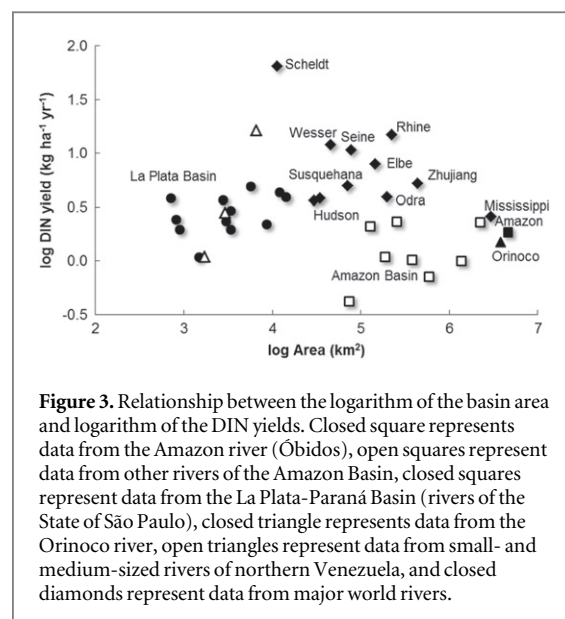 2.0
Scheldt
1.5
Wesser Seine Rhine
1.0
La Plata Basin Susquehana Elbe Zhujiang
0.5
Hudson Odra Mississippi
Amazon
0.0
Amazon Basin Orinoco
-0.5
2 3 4 5 6 7
log DIN yield (kg ha⁻¹ yr⁻¹)
log Area (km²)
Figure 3. Relationship between the logarithm of the basin area
and logarithm of the DIN yields. Closed square represents
data from the Amazon river (Óbidos), open squares represent
data from other rivers of the Amazon Basin, closed squares
represent data from the La Plata-Paraná Basin (rivers of the
State of São Paulo), closed triangle represents data from the
Orinoco river, open triangles represent data from small- and
medium-sized rivers of northern Venezuela, and closed
diamonds represent data from major world rivers.